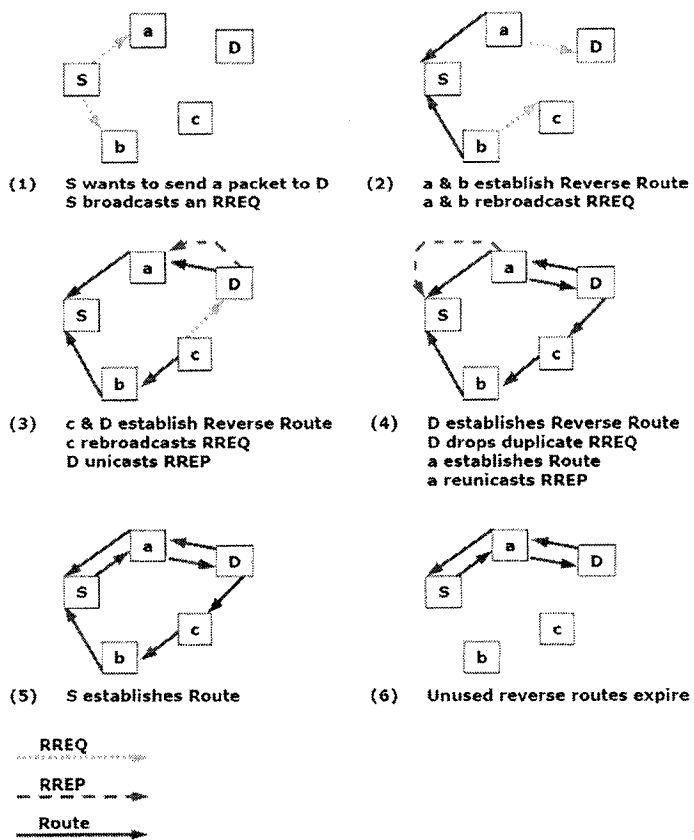 a
D
S
c
b
(1) S wants to send a packet to D
S broadcasts an RREQ
a
D
S
c
b
(2) a & b establish Reverse Route
a & b rebroadcast RREQ
a
D
S
c
b
(3) c & D establish Reverse Route
c rebroadcasts RREQ
D unicasts RREP
a
D
S
c
b
(4) D establishes Reverse Route
D drops duplicate RREQ
a establishes Route
a reunicasts RREP
a
D
S
c
b
(5) S establishes Route
a
D
S
c
b
(6) Unused reverse routes expire
RREQ
RREP
Route